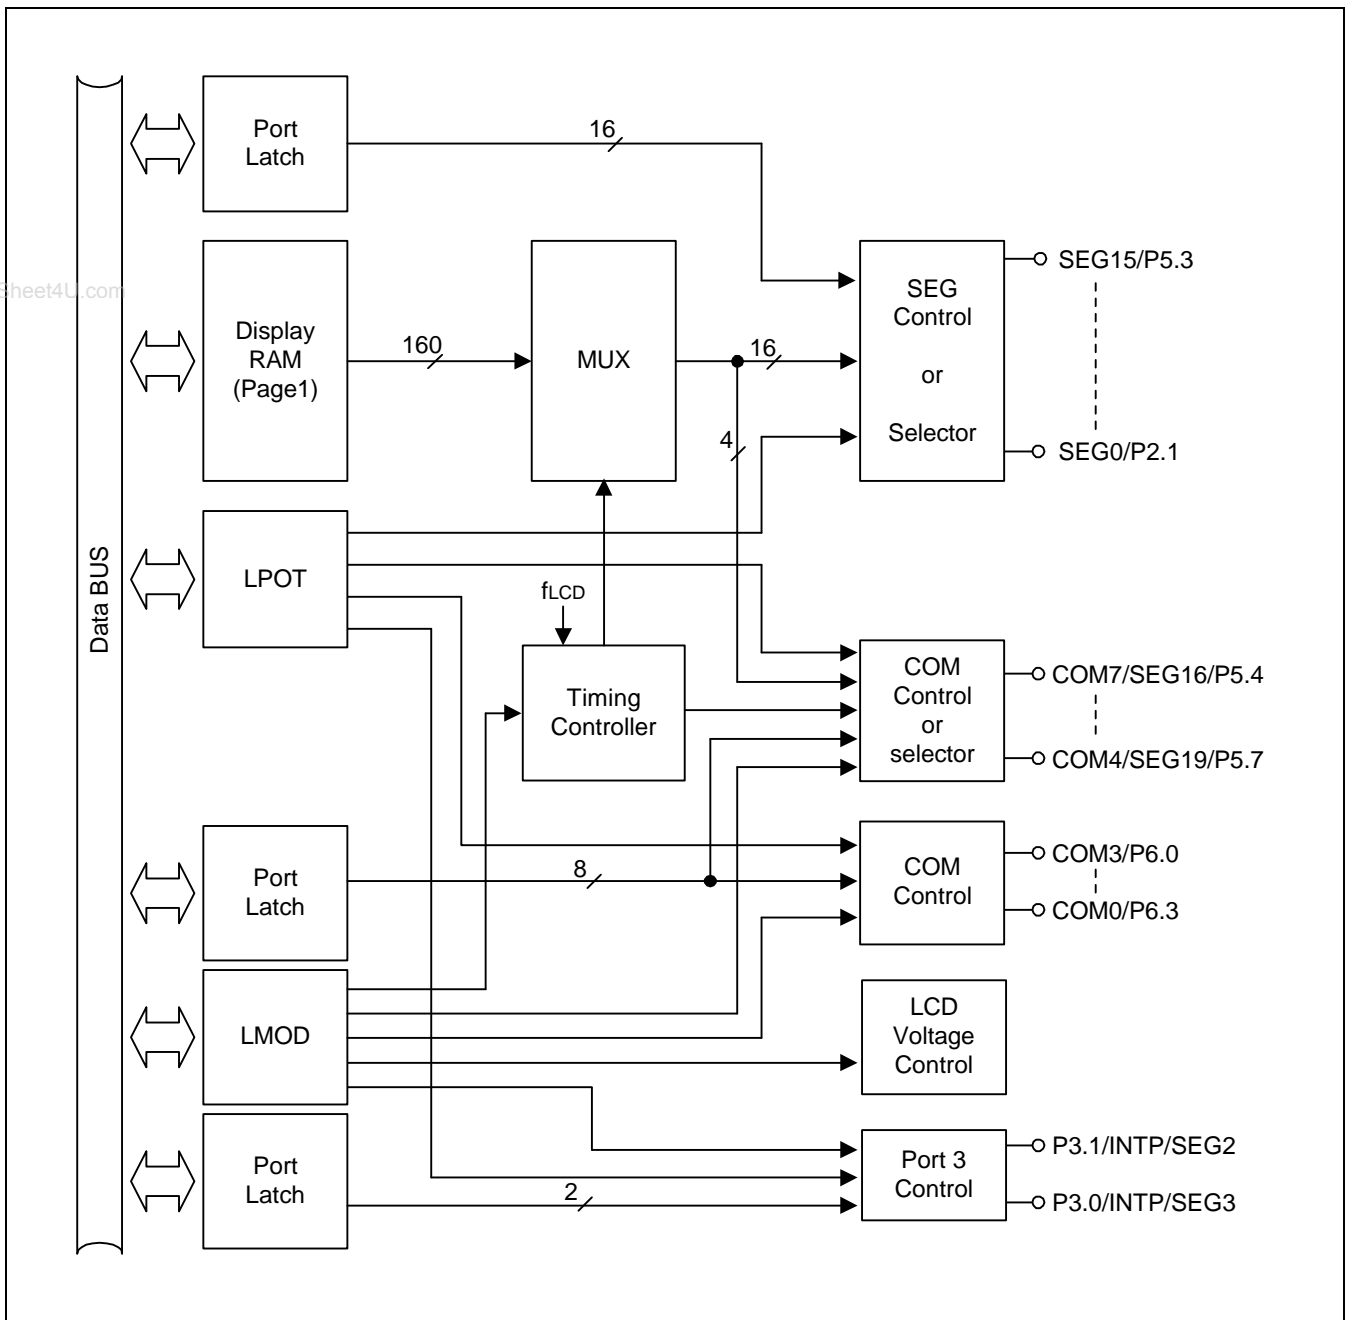 Port
Latch
16
SEG15/P5.3
SEG
Control
or
Selector
Sheet4U.com
Display
RAM
(Page1)
160
MUX
16
4
SEG0/P2.1
Data BUS
LPOT
fLCD
Timing
Controller
COM
Control
or
selector
COM7/SEG16/P5.4
COM4/SEG19/P5.7
Port
Latch
8
COM
Control
COM3/P6.0
COM0/P6.3
LMOD
LCD
Voltage
Control
Port
Latch
2
Port 3
Control
P3.1/INTP/SEG2
P3.0/INTP/SEG3